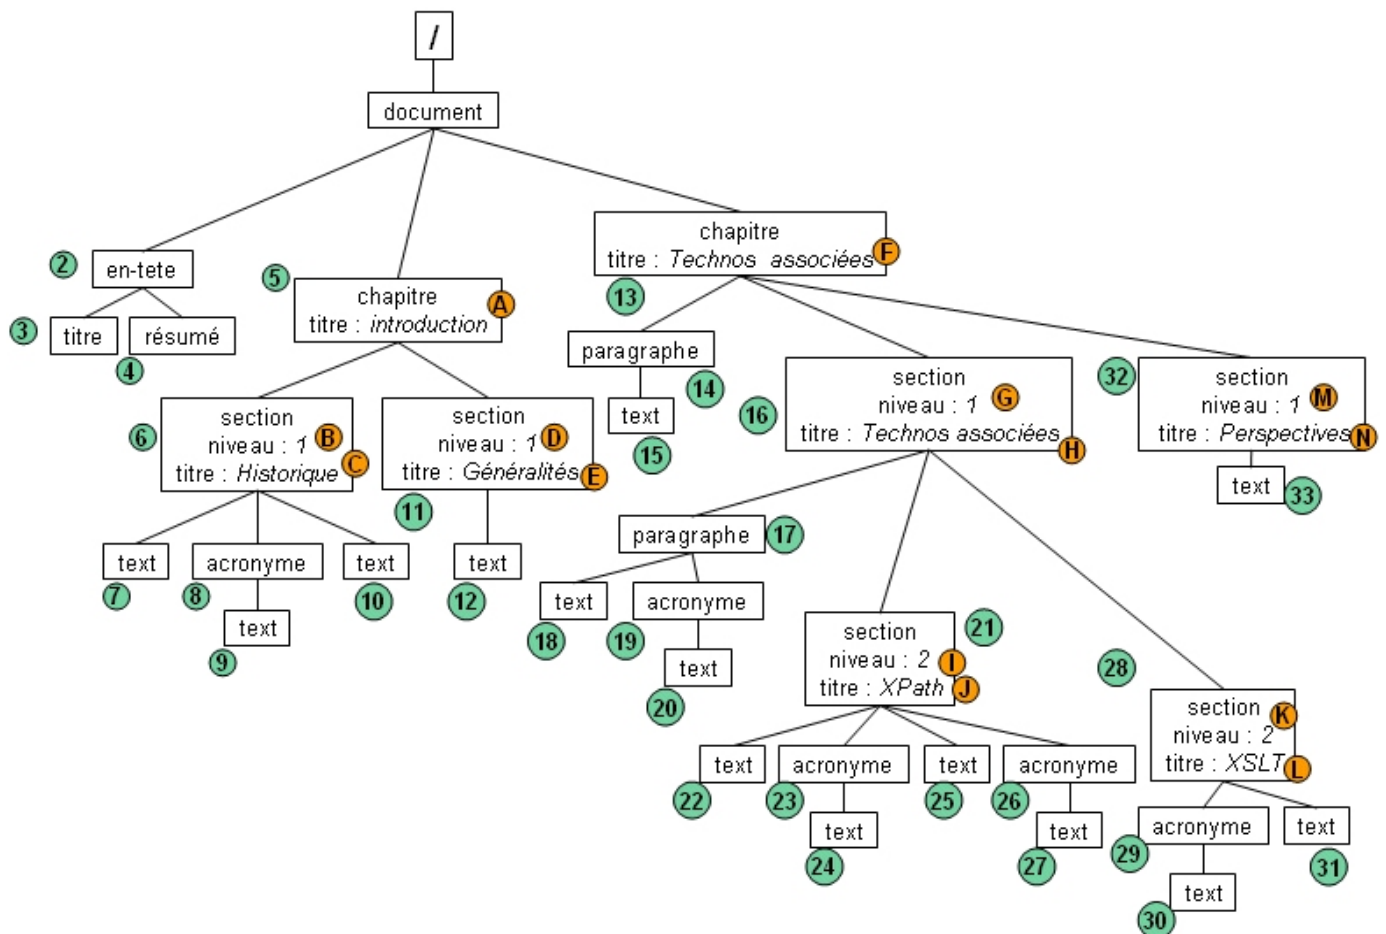 /
document
chapitre
titre : Technos associées F
2 en-tete
5
13
chapitre A
titre : introduction
3 titre résumé
4
paragraphe
14
text
15
16
section
niveau : 1 G
titre : Technos associées H
32
section
niveau : 1 M
titre : Perspectives N
text 33
6
section
niveau : 1 B
titre : Historique C
section
niveau : 1 D
titre : Généralités E
11
text acronyme text text
7 8 10 12
text
9
paragraphe 17
text acronyme
18 19
text
20
section 21
niveau : 2 I
titre : XPath J
28
section K
niveau : 2
titre : XSLT L
text acronyme text acronyme
22 23 25 26
text text
24 27
acronyme text
29 31
text
30